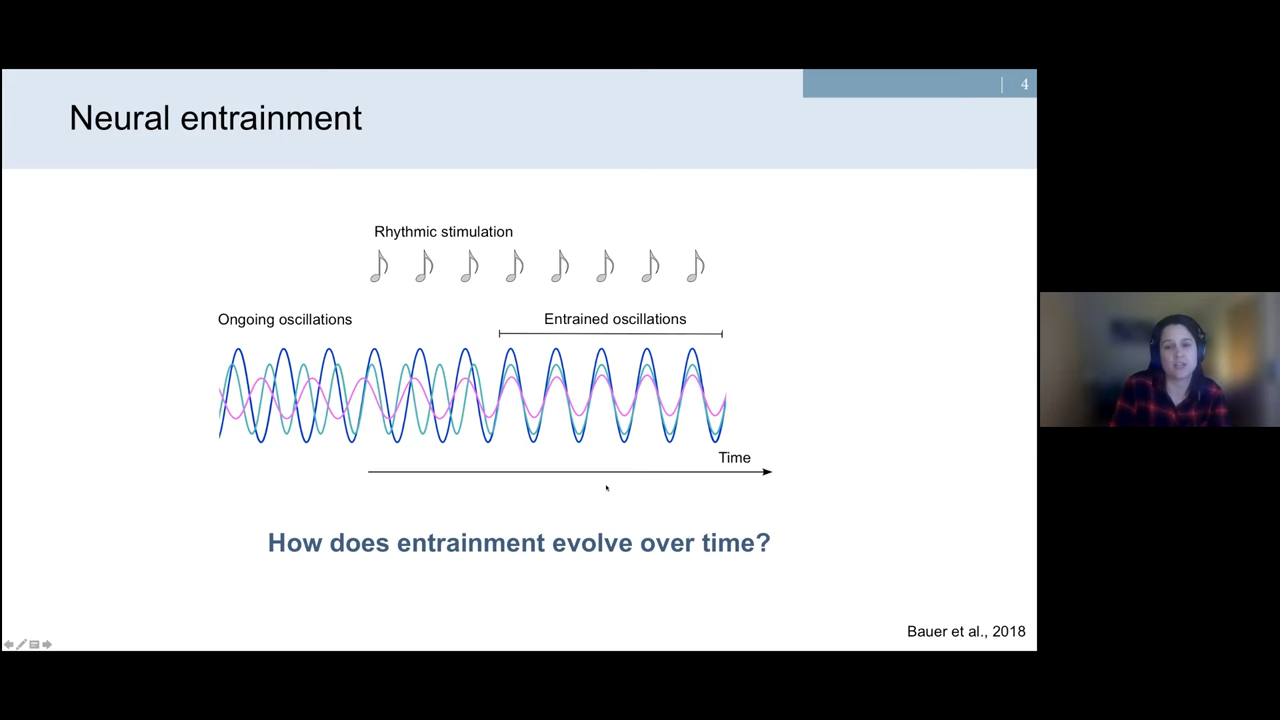 4
Neural entrainment
Rhythmic stimulation
Ongoing oscillations
Entrained oscillations
Time
How does entrainment evolve over time?
Bauer et al., 2018